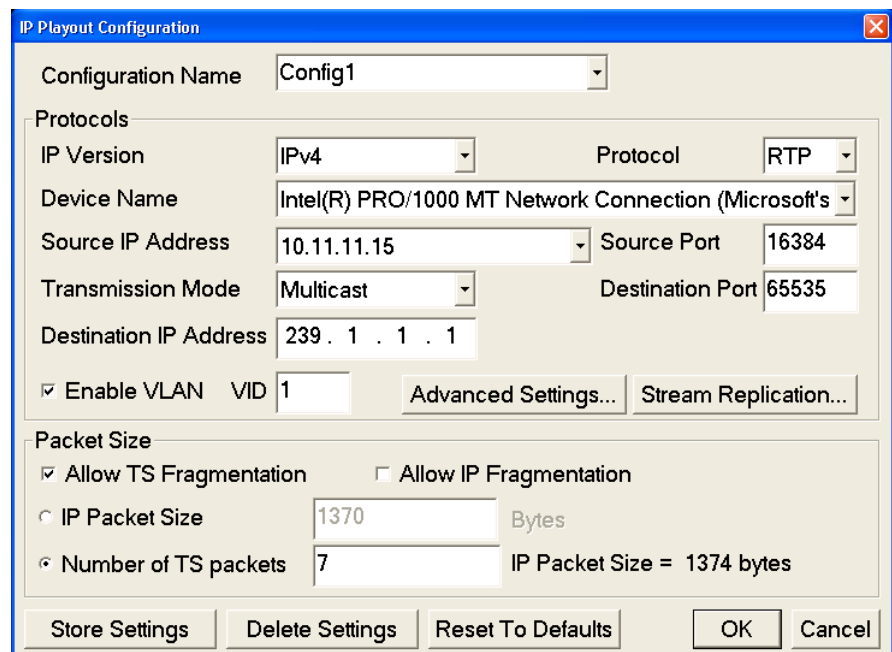 IP Playout Configuration
Configuration Name Config1
Protocols
IP Version IPv4 Protocol RTP
Device Name Intel(R) PRO/1000 MT Network Connection (Microsoft's
Source IP Address 10.11.11.15 Source Port 16384
Transmission Mode Multicast Destination Port 65535
Destination IP Address 239 . 1 . 1 . 1
Enable VLAN VID 1 Advanced Settings... Stream Replication...
Packet Size
Allow TS Fragmentation Allow IP Fragmentation
IP Packet Size 1370 Bytes
Number of TS packets 7 IP Packet Size = 1374 bytes
Store Settings Delete Settings Reset To Defaults OK Cancel